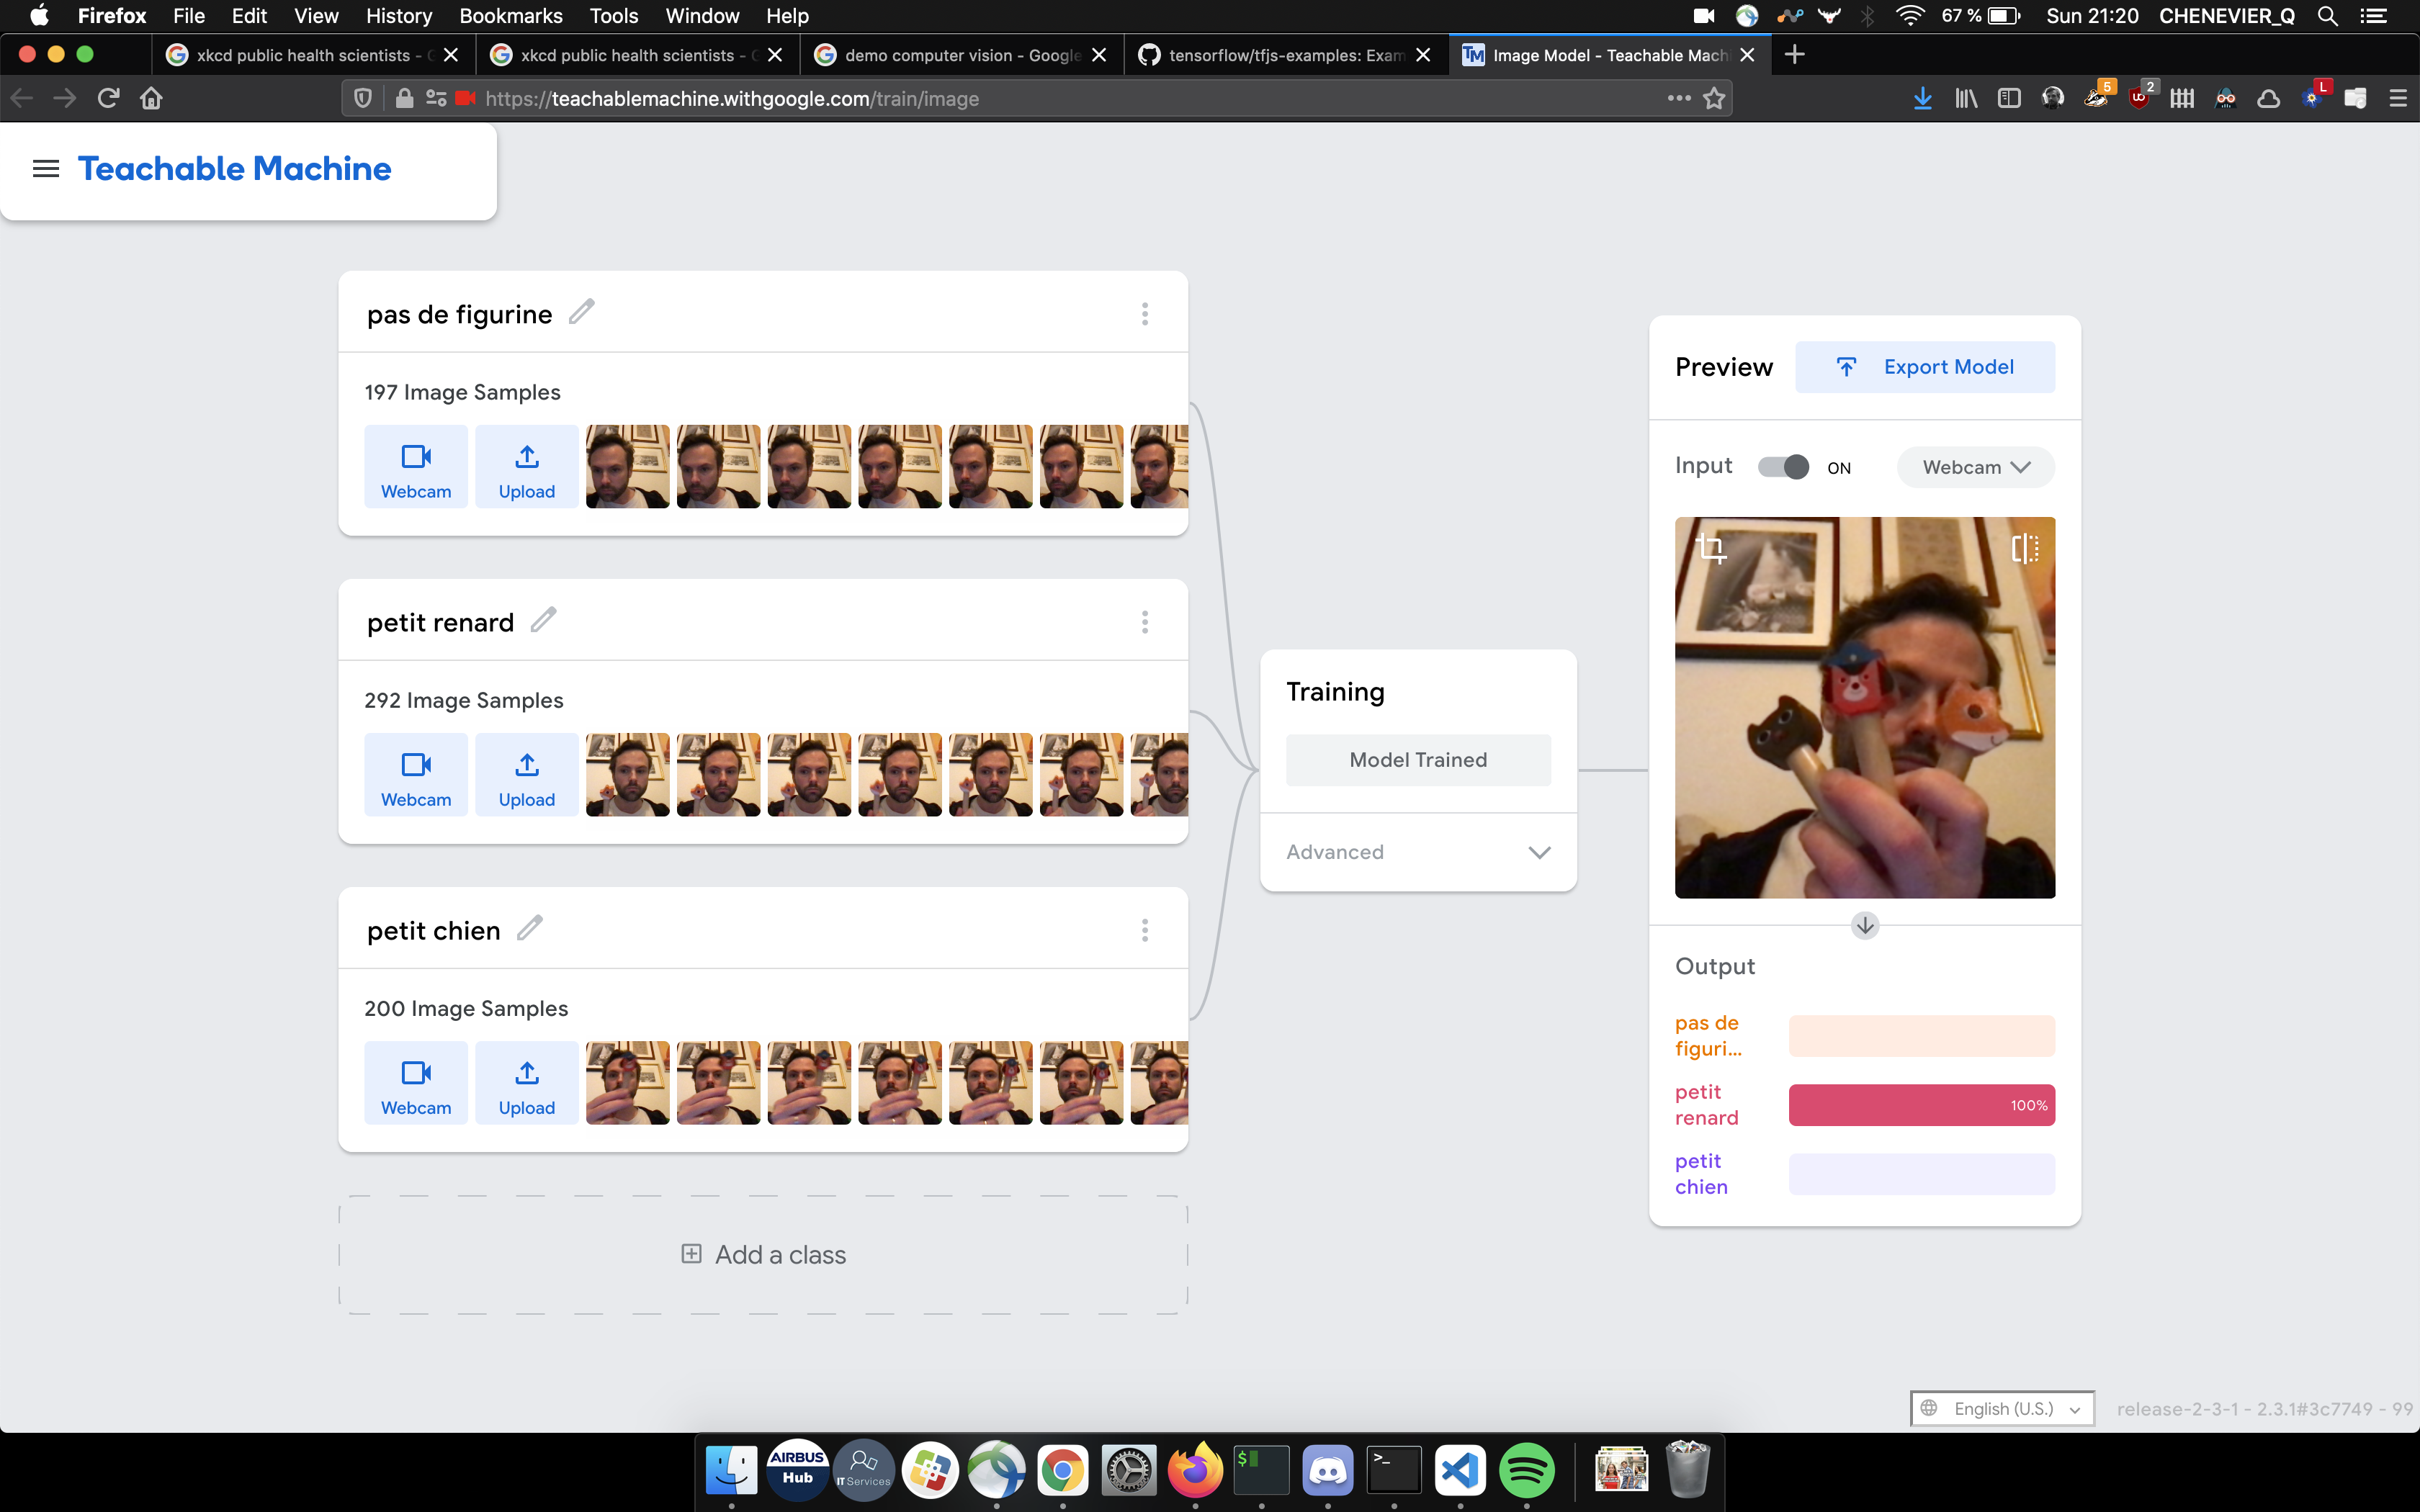 Firefox File Edit View History Bookmarks Tools Window Help 67 % Sun 21:20 CHENEVIER_Q
xkcd public health scientists - xkcd public health scientists - demo computer vision - Google tensorflow/tfjs-examples: Exam TM Image Model - Teachable Mach
https://teachablemachine.withgoogle.com/train/image 5 2 L
Teachable Machine
pas de figurine
197 Image Samples
Webcam Upload
petit renard
292 Image Samples
Webcam Upload
petit chien
200 Image Samples
Webcam Upload
Add a class
Training
Model Trained
Advanced
Preview Export Model
Input ON Webcam
Output
pas de
figuri...
petit
renard 100%
petit
chien
English (U.S.) release-2-3-1 - 2.3.1#3c7749 - 99
AIRBUS
Hub
IT Services
$
>_